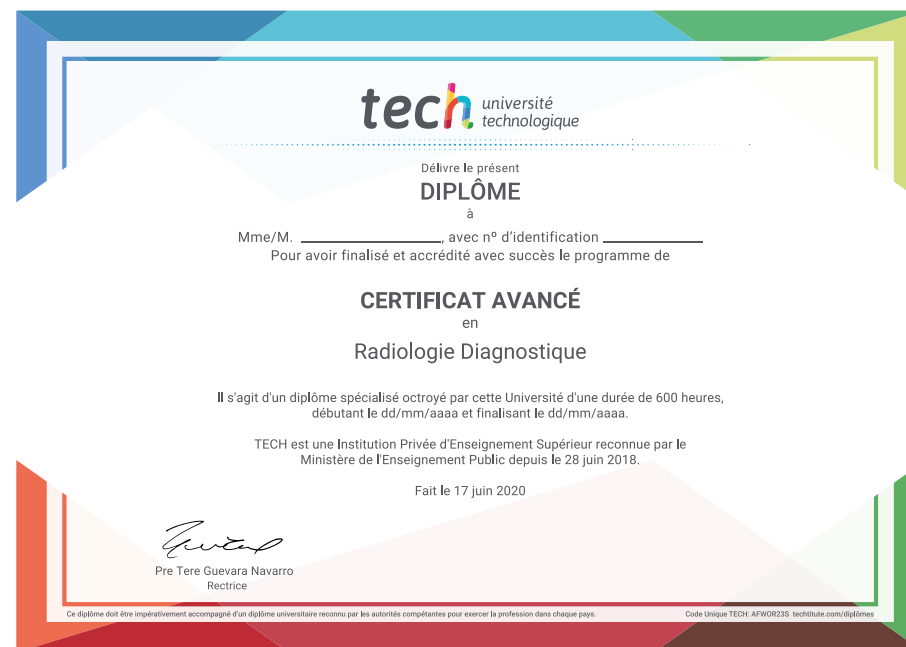 tech université
technologique
Délivre le présent
DIPLÔME
à
Mme/M. ____________________, avec nº d'identification ______________
Pour avoir finalisé et accrédité avec succès le programme de
CERTIFICAT AVANCÉ
en
Radiologie Diagnostique
Il s'agit d'un diplôme spécialisé octroyé par cette Université d'une durée de 600 heures,
débutant le dd/mm/aaaa et finalisant le dd/mm/aaaa.
TECH est une Institution Privée d'Enseignement Supérieur reconnue par le
Ministère de l'Enseignement Public depuis le 28 juin 2018.
Fait le 17 juin 2020
Pre Tere Guevara Navarro
Rectrice
Ce diplôme doit être impérativement accompagné d'un diplôme universitaire reconnu par les autorités compétantes pour exercer la profession dans chaque pays.
Code Unique TECH: AFWOR23S techtitute.com/diplômes